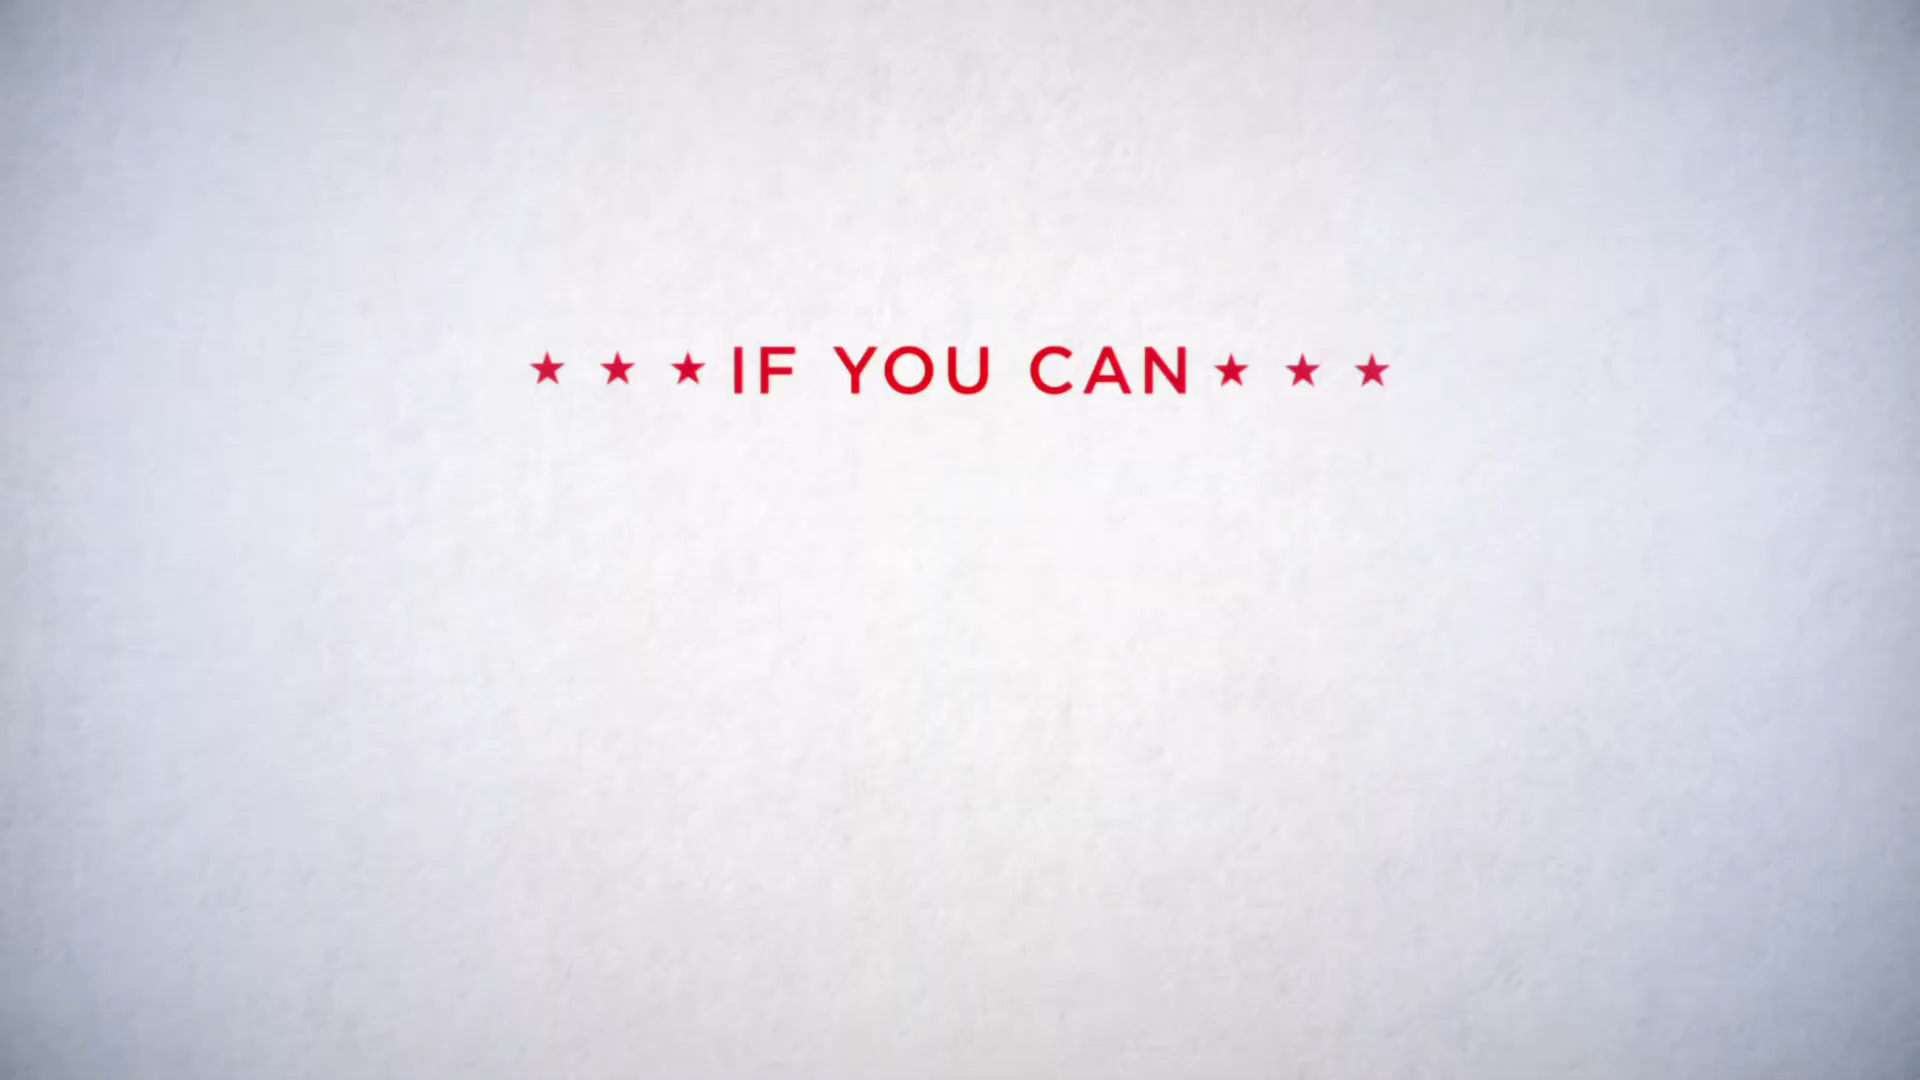 ★ ★ ★ IF YOU CAN ★ ★ ★